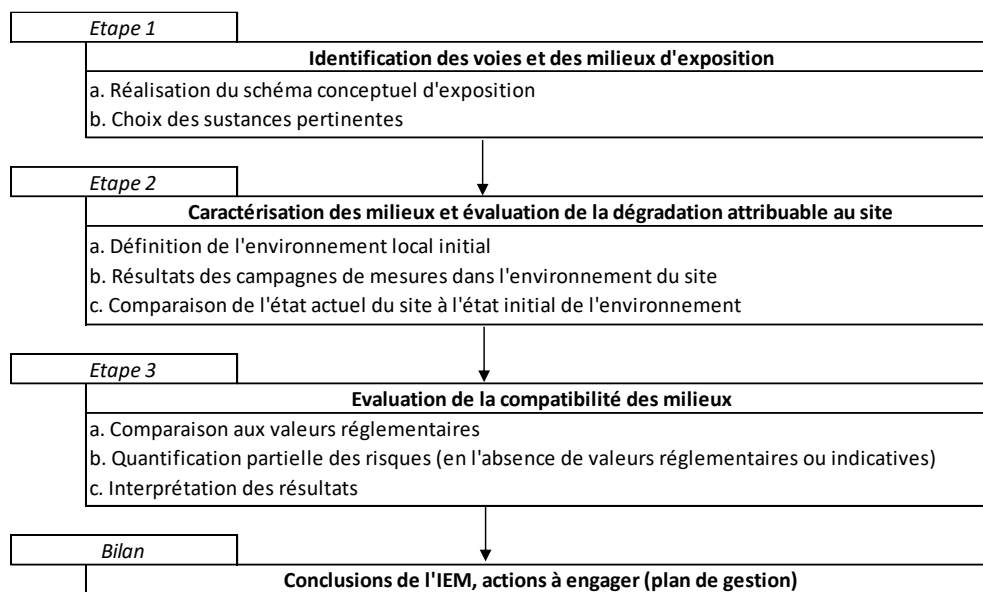 Etape 1
Identification des voies et des milieux d'exposition
a. Réalisation du schéma conceptuel d'exposition
b. Choix des sustances pertinentes
Etape 2
Caractérisation des milieux et évaluation de la dégradation attribuable au site
a. Définition de l'environnement local initial
b. Résultats des campagnes de mesures dans l'environnement du site
c. Comparaison de l'état actuel du site à l'état initial de l'environnement
Etape 3
Evaluation de la compatibilité des milieux
a. Comparaison aux valeurs réglementaires
b. Quantification partielle des risques (en l'absence de valeurs réglementaires ou indicatives)
c. Interprétation des résultats
Bilan
Conclusions de l'IEM, actions à engager (plan de gestion)